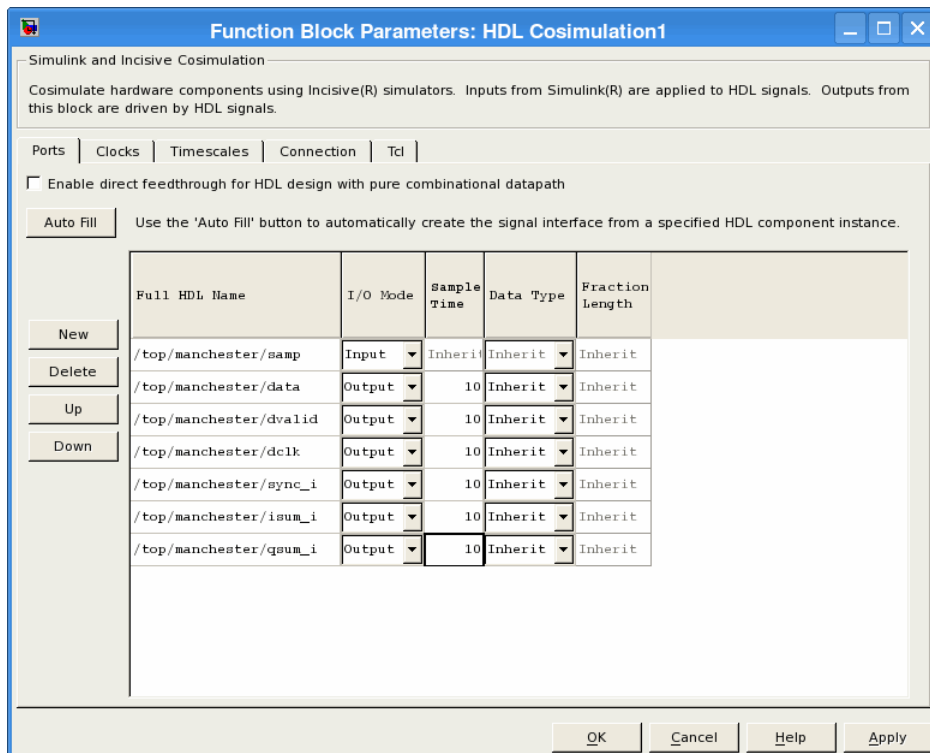 Function Block Parameters: HDL Cosimulation1
Simulink and Incisive Cosimulation
Cosimulate hardware components using Incisive(R) simulators. Inputs from Simulink(R) are applied to HDL signals. Outputs from
this block are driven by HDL signals.
Ports Clocks Timescales Connection Tcl
Enable direct feedthrough for HDL design with pure combinational datapath
Auto Fill Use the 'Auto Fill' button to automatically create the signal interface from a specified HDL component instance.
Full HDL Name I/O Mode Sample Time Data Type Fraction Length
New
Delete
Up
Down
/top/manchester/samp Input Inherit Inherit Inherit
/top/manchester/data Output 10 Inherit Inherit
/top/manchester/dvalid Output 10 Inherit Inherit
/top/manchester/dclk Output 10 Inherit Inherit
/top/manchester/sync_i Output 10 Inherit Inherit
/top/manchester/isum_i Output 10 Inherit Inherit
/top/manchester/qsum_i Output 10 Inherit Inherit
OK Cancel Help Apply